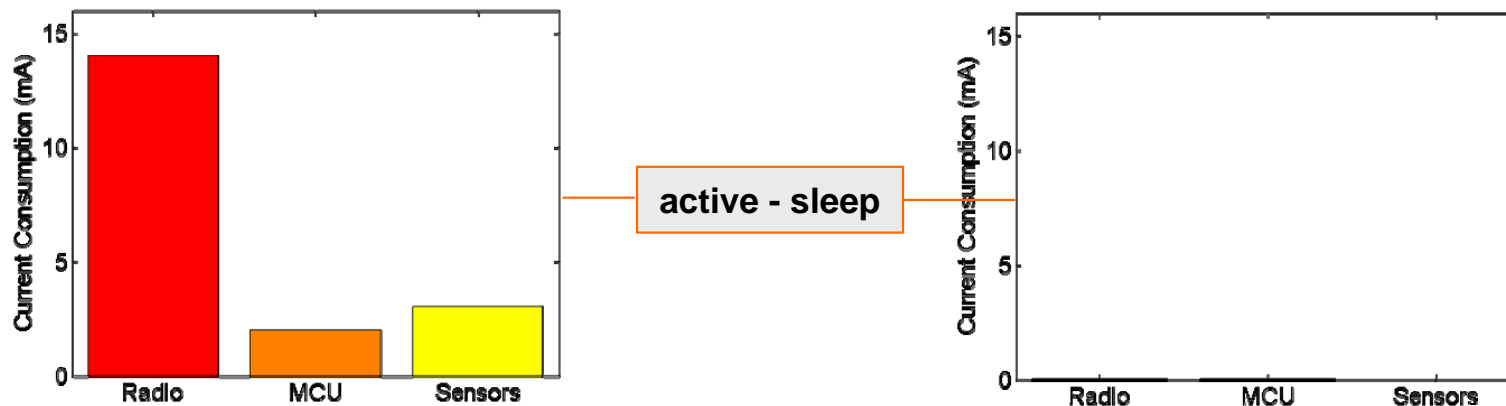 Current Consumption (mA)
15
10
5
0
Radio MCU Sensors
active - sleep
Current Consumption (mA)
15
10
5
0
Radio MCU Sensors